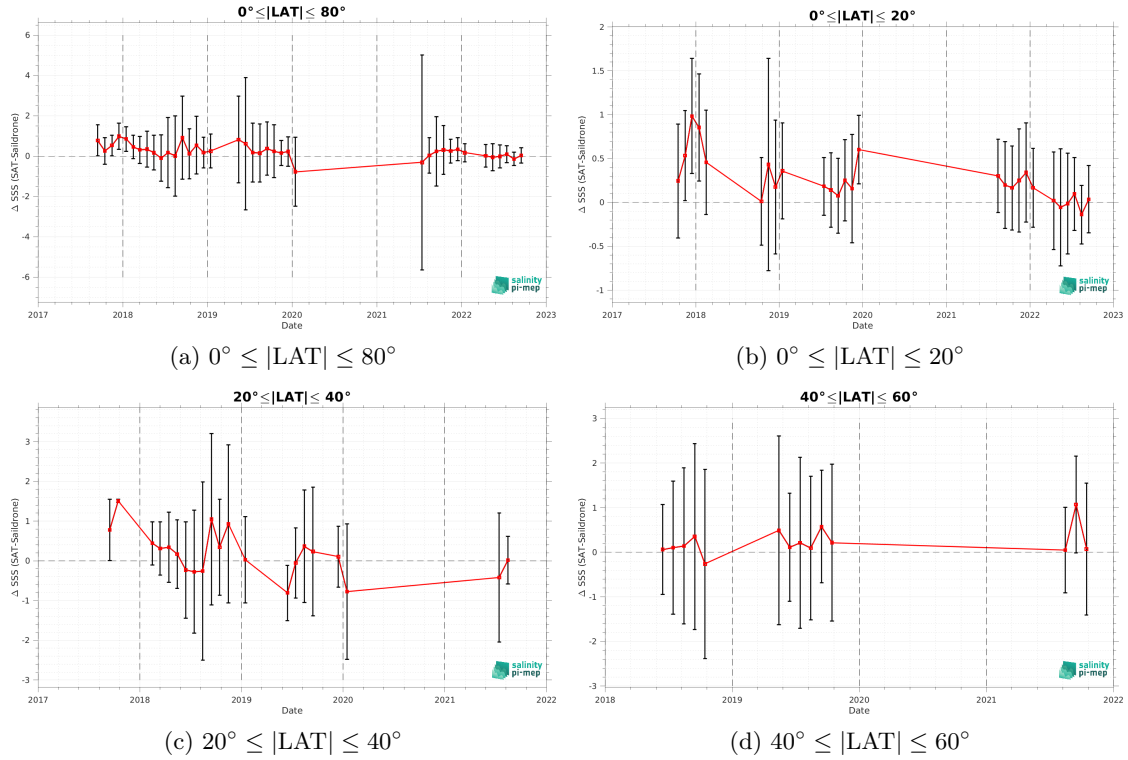 0°≤|LAT|≤ 80°
Δ SSS (SAT-Saildrone)
6
4
2
0
-2
-4
-6
2017 2018 2019 2020 2021 2022 2023
Date
salinity
pi-mep
(a) 0° ≤ |LAT| ≤ 80°
0°≤|LAT|≤ 20°
Δ SSS (SAT-Saildrone)
2
1.5
1
0.5
0
-0.5
-1
2017 2018 2019 2020 2021 2022 2023
Date
salinity
pi-mep
(b) 0° ≤ |LAT| ≤ 20°
20°≤|LAT|≤ 40°
Δ SSS (SAT-Saildrone)
3
2
1
0
-1
-2
-3
2017 2018 2019 2020 2021 2022
Date
salinity
pi-mep
(c) 20° ≤ |LAT| ≤ 40°
40°≤|LAT|≤ 60°
Δ SSS (SAT-Saildrone)
3
2
1
0
-1
-2
-3
2018 2019 2020 2021 2022
Date
salinity
pi-mep
(d) 40° ≤ |LAT| ≤ 60°